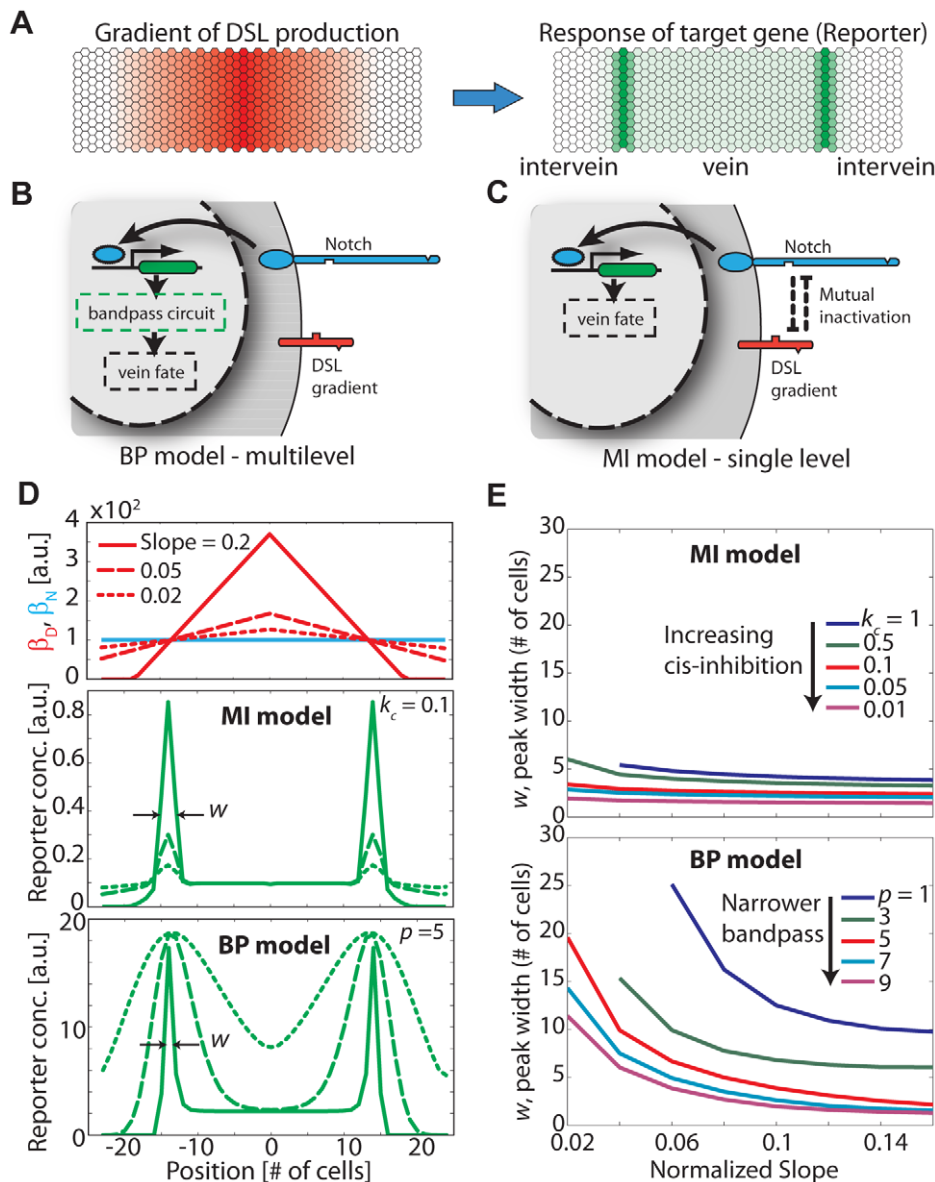 A
Gradient of DSL production
Response of target gene (Reporter)
intervein
vein
intervein
B
Notch
bandpass circuit
vein fate
DSL
gradient
BP model - multilevel
C
Notch
vein fate
Mutual
inactivation
DSL
gradient
MI model - single level
D
x10²
β_D, β_N [a.u.]
4
3
2
1
0
Slope = 0.2
0.05
0.02
Reporter conc. [a.u.]
0.8
0.6
0.4
0.2
0
MI model
k_c = 0.1
w
Reporter conc. [a.u]
20
18
10
2
0
BP model
p = 5
w
-20 -10 0 10 20
Position [# of cells]
E
w, peak width (# of cells)
30
25
20
15
10
5
0
MI model
Increasing
cis-inhibition
k_c = 1
0.5
0.1
0.05
0.01
w, peak width (# of cells)
30
25
20
15
10
5
0
BP model
Narrower
bandpass
p = 1
3
5
7
9
0.02 0.06 0.1 0.14
Normalized Slope